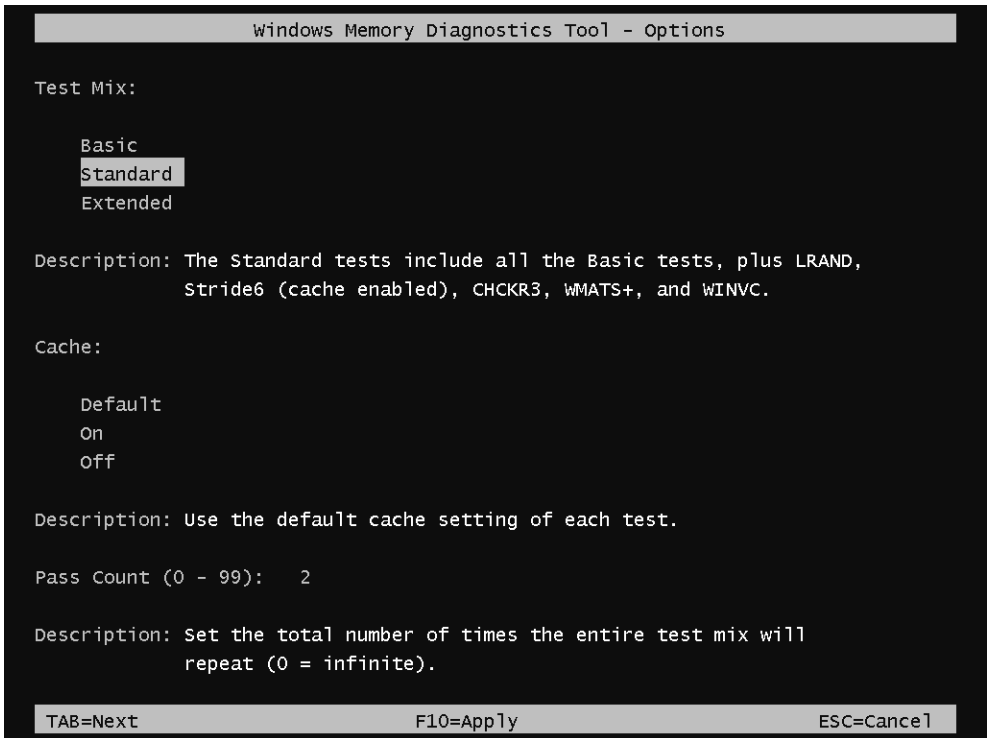 Windows Memory Diagnostics Tool - Options
Test Mix:
Basic
Standard
Extended
Description: The Standard tests include all the Basic tests, plus LRAND,
Stride6 (cache enabled), CHCKR3, WMATS+, and WINVC.
Cache:
Default
On
Off
Description: Use the default cache setting of each test.
Pass Count (0 - 99): 2
Description: Set the total number of times the entire test mix will
repeat (0 = infinite).
TAB=Next F10=Apply ESC=Cancel